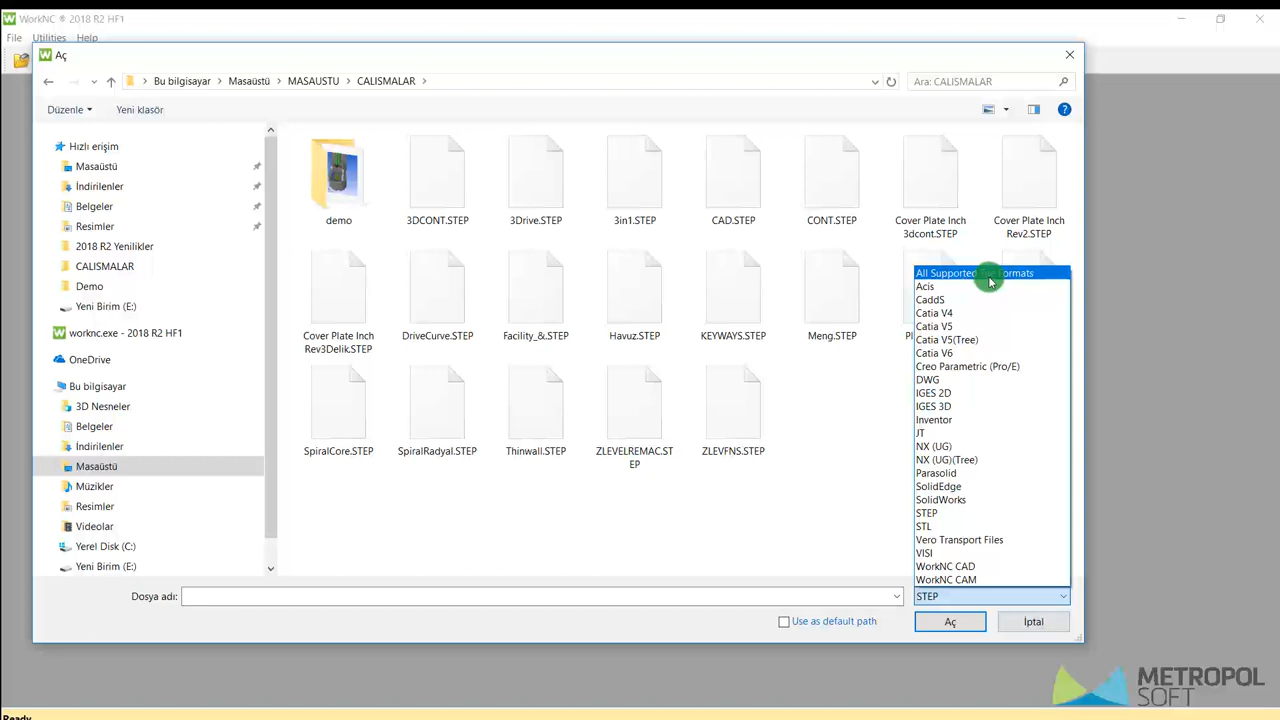 WorkNC ® 2018 R2 HF1
File Utilities Help
Aç
Bu bilgisayar > Masaüstü > MASAUSTU > CALISMALAR >
Ara: CALISMALAR
Düzenle Yeni klasör
Hızlı erişim
Masaüstü
İndirilenler
Belgeler
Resimler
2018 R2 Yenilikler
CALISMALAR
Demo
Yeni Birim (E:)
worknc.exe - 2018 R2 HF1
OneDrive
Bu bilgisayar
3D Nesneler
Belgeler
İndirilenler
Masaüstü
Müzikler
Resimler
Videolar
Yerel Disk (C:)
Yeni Birim (E:)
demo
3DCONT.STEP
3Drive.STEP
3in1.STEP
CAD.STEP
CONT.STEP
Cover Plate Inch
3dcont.STEP
Cover Plate Inch
Rev2.STEP
Cover Plate Inch
Rev3Delik.STEP
DriveCurve.STEP
Facility_&.STEP
Havuz.STEP
KEYWAYS.STEP
Meng.STEP
SpiralCore.STEP
SpiralRadyal.STEP
Thinwall.STEP
ZLEVELREMAC.ST
EP
ZLEVFNS.STEP
All Supported File Formats
Acis
CaddS
Catia V4
Catia V5
Catia V5(Tree)
Catia V6
Creo Parametric (Pro/E)
DWG
IGES 2D
IGES 3D
Inventor
JT
NX (UG)
NX (UG)(Tree)
Parasolid
SolidEdge
SolidWorks
STEP
STL
Vero Transport Files
VISI
WorkNC CAD
WorkNC CAM
Dosya adı:
STEP
Use as default path
Aç
İptal
METROPOL
SOFT
Ready